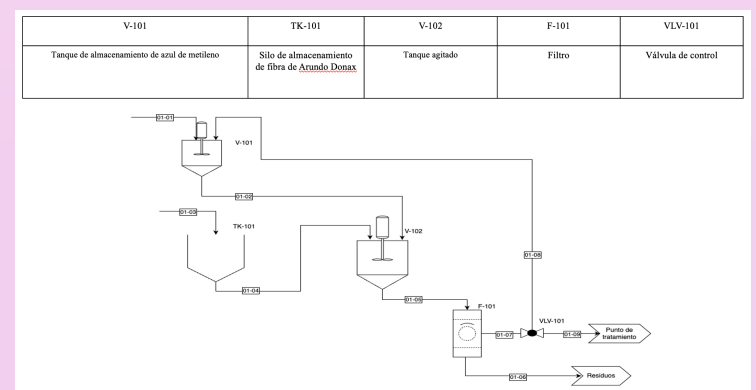 V-101
TK-101
V-102
F-101
VLV-101
Tanque de almacenamiento de azul de metileno
Silo de almacenamiento
de fibra de Arundo Donax
Tanque agitado
Filtro
Válvula de control
01-01
V-101
01-02
01-03
TK-101
V-102
01-08
01-04
01-05
F-101
VLV-101
01-07
01-09
Punto de
tratamiento
01-06
Residuos